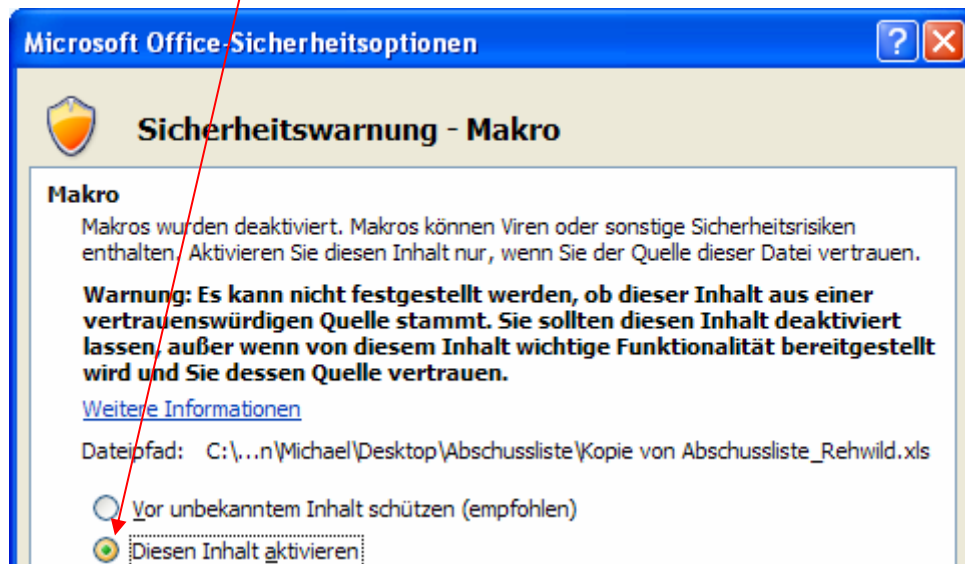 Microsoft Office-Sicherheitsoptionen
Sicherheitswarnung - Makro
Makro
Makros wurden deaktiviert. Makros können Viren oder sonstige Sicherheitsrisiken
enthalten. Aktivieren Sie diesen Inhalt nur, wenn Sie der Quelle dieser Datei vertrauen.
Warnung: Es kann nicht festgestellt werden, ob dieser Inhalt aus einer
vertrauenswürdigen Quelle stammt. Sie sollten diesen Inhalt deaktiviert
lassen, außer wenn von diesem Inhalt wichtige Funktionalität bereitgestellt
wird und Sie dessen Quelle vertrauen.
Weitere Informationen
Dateipfad: C:\...n\Michael\Desktop\Abschussliste\Kopie von Abschussliste_Rehwild.xls
Vor unbekanntem Inhalt schützen (empfohlen)
Diesen Inhalt aktivieren